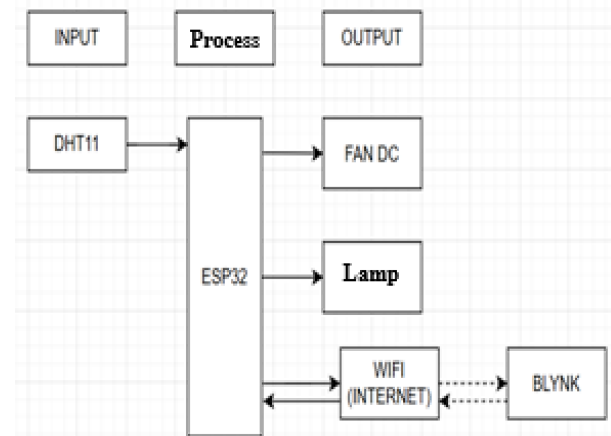 INPUT
Process
OUTPUT
DHT11
FAN DC
ESP32
Lamp
WIFI
(INTERNET)
BLYNK